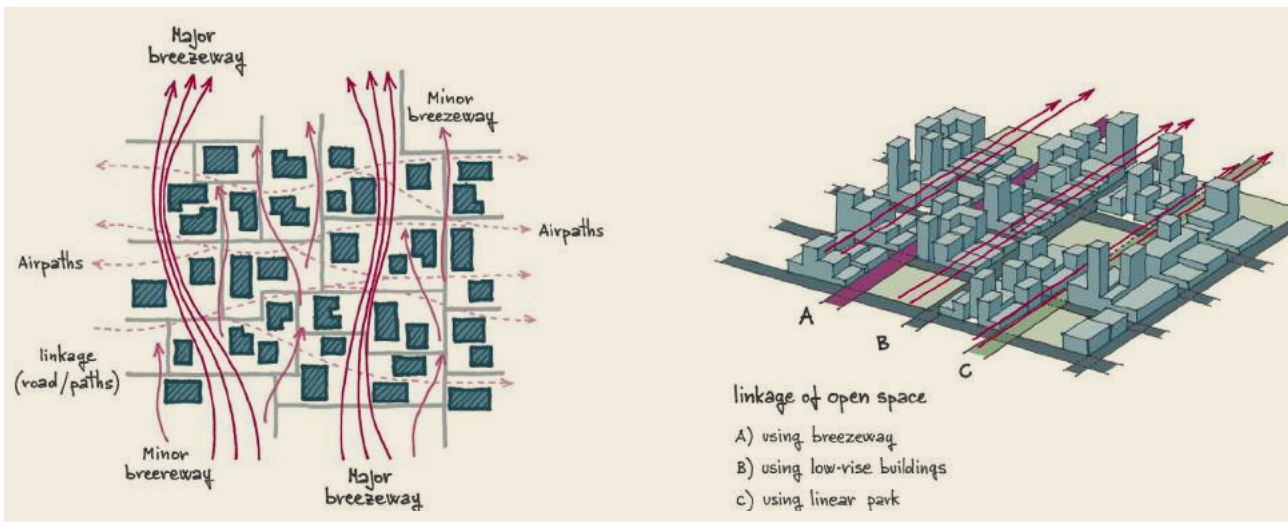 Major
breezeway
Minor
breezeway
Airpaths
Airpaths
linkage
(road/paths)
Minor
breereway
Major
breezeway
A
B
C
linkage of open space
A) using breezeway
B) using low-rise buildings
C) using linear park